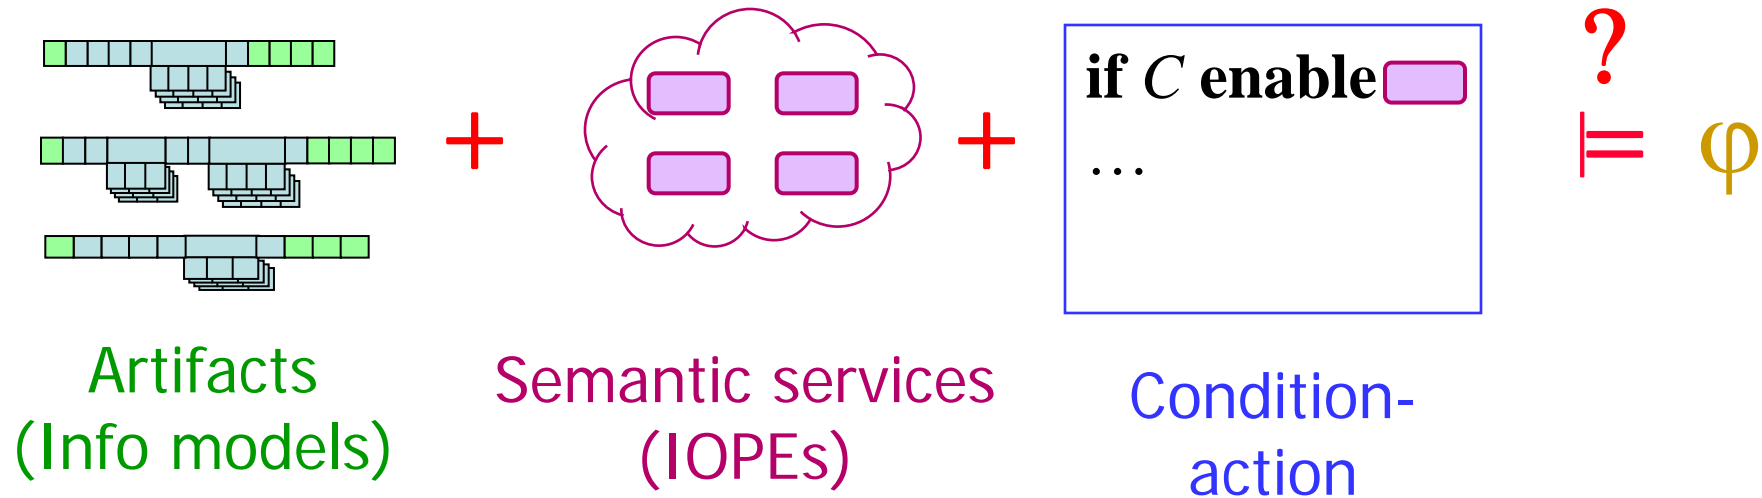 +
+
if C enable
…
?
⊨ φ
Artifacts
(Info models)
Semantic services
(IOPEs)
Condition-
action